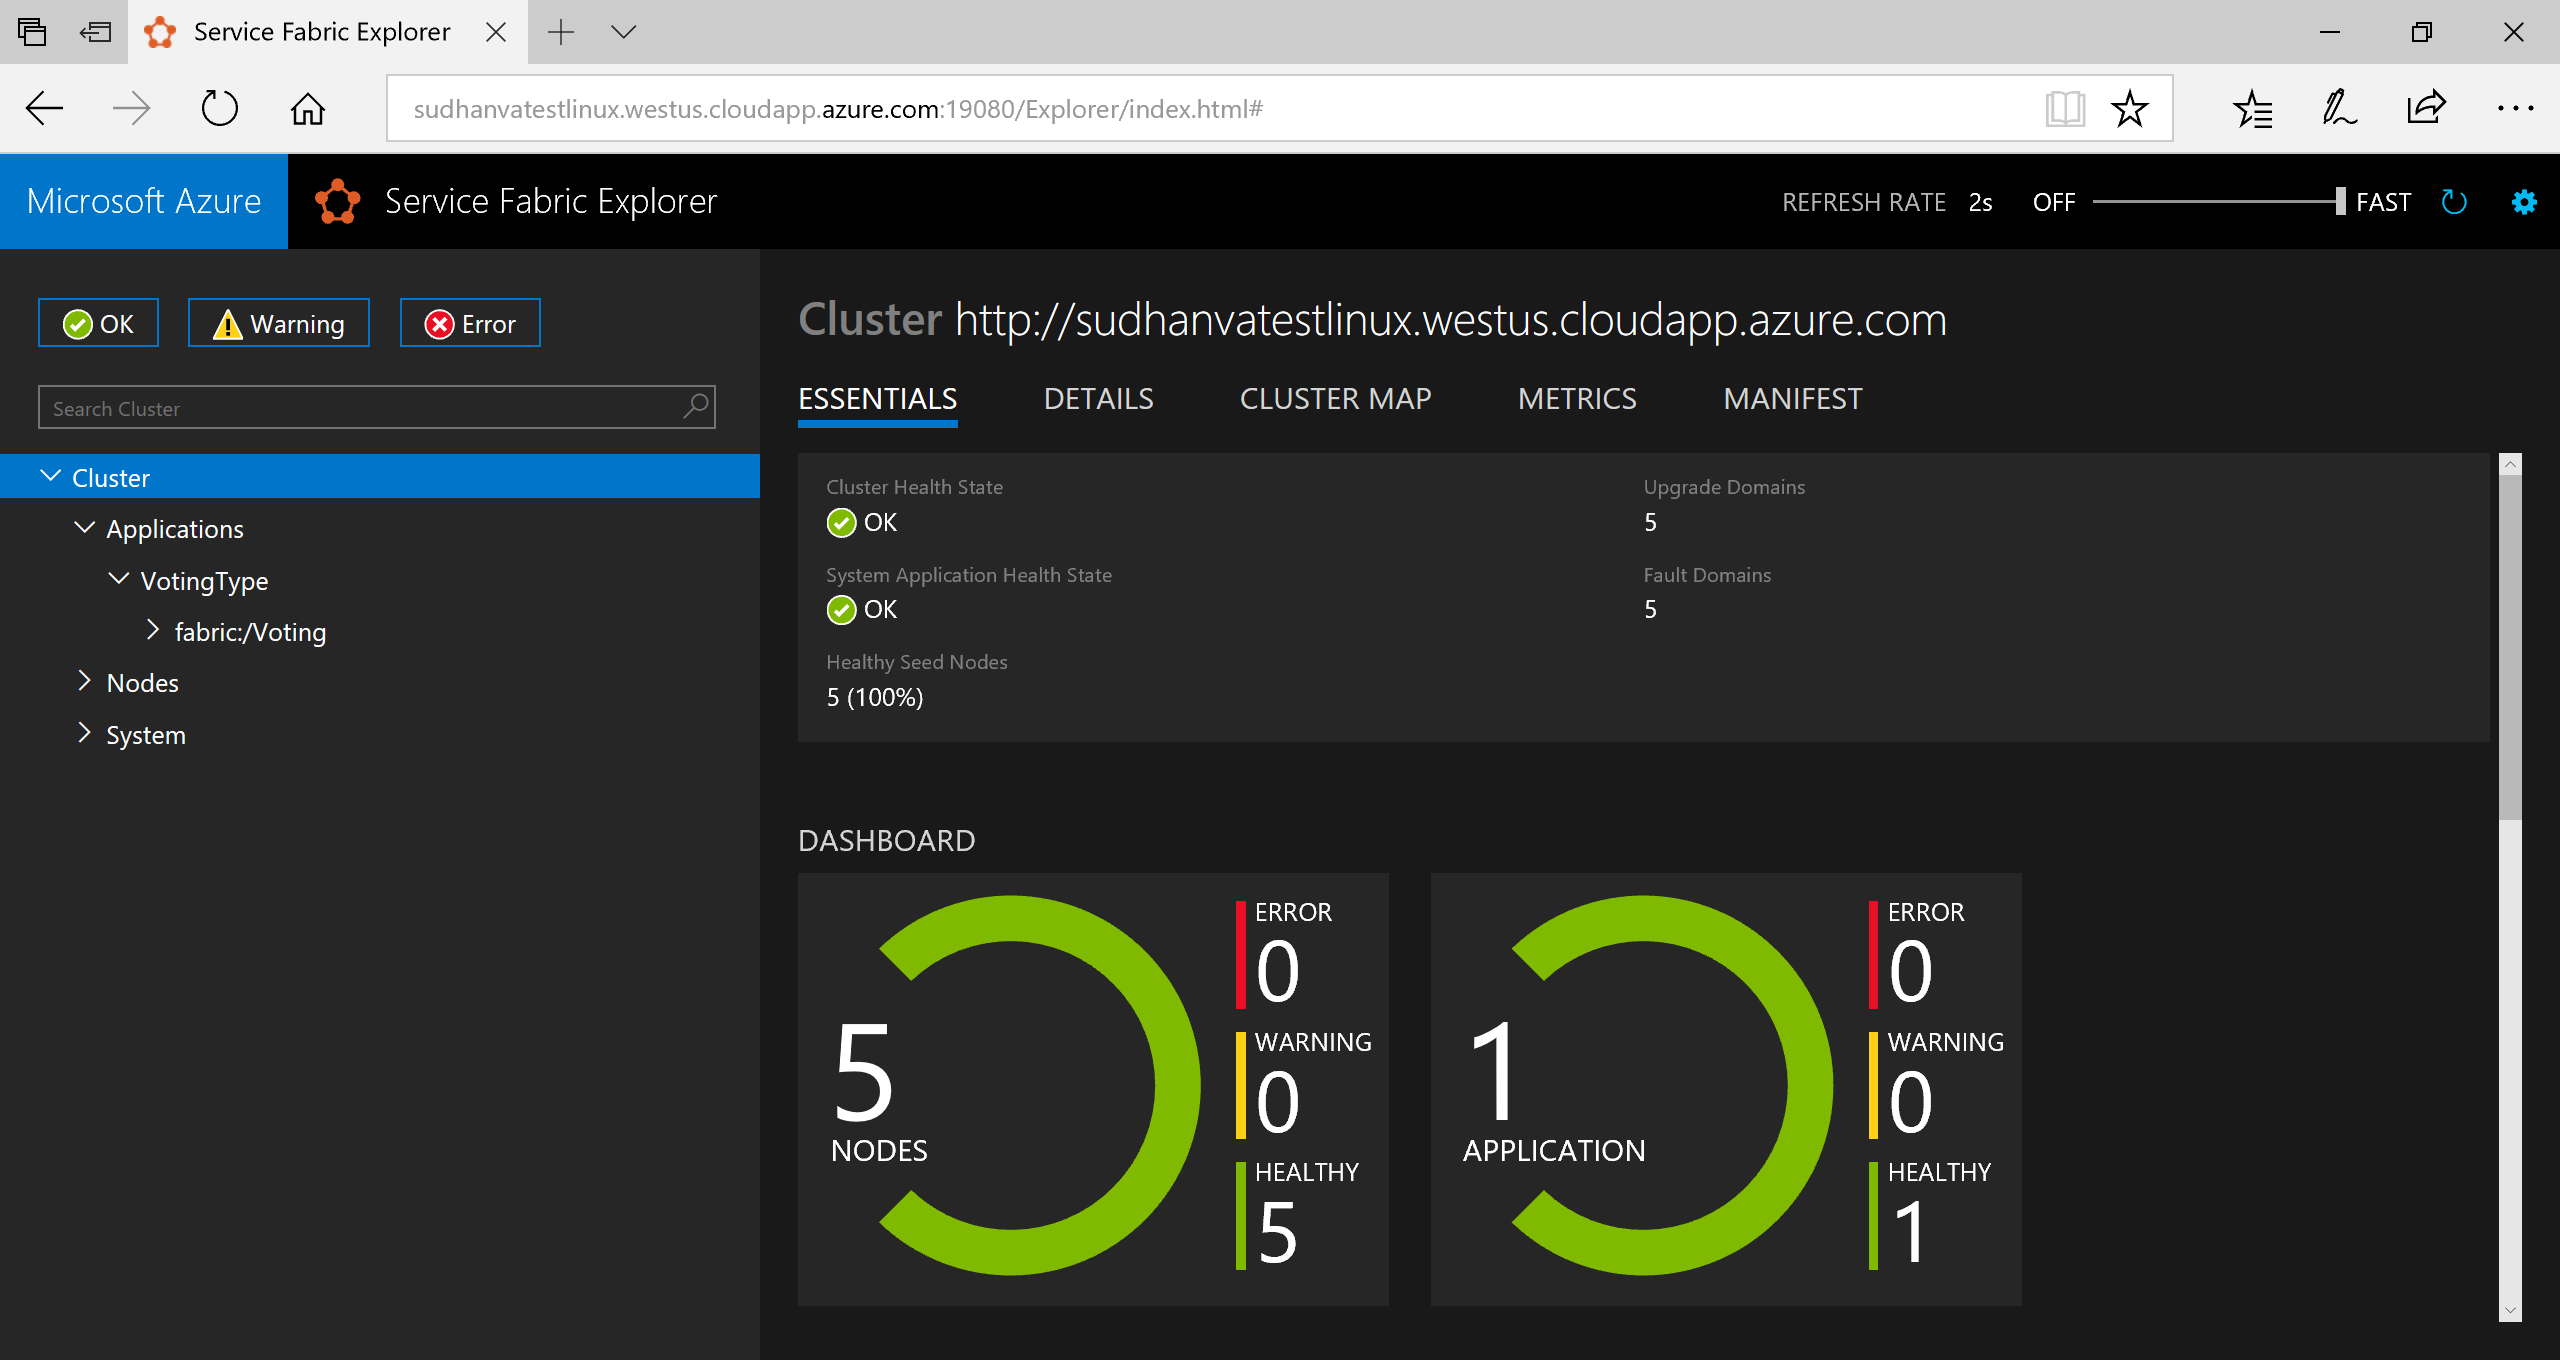 Service Fabric Explorer
sudhanvatestlinux.westus.cloudapp.azure.com:19080/Explorer/index.html#
Microsoft Azure
Service Fabric Explorer
REFRESH RATE 2s OFF FAST
OK Warning Error
Search Cluster
Cluster
Applications
VotingType
fabric:/Voting
Nodes
System
Cluster http://sudhanvatestlinux.westus.cloudapp.azure.com
ESSENTIALS DETAILS CLUSTER MAP METRICS MANIFEST
Cluster Health State
OK
Upgrade Domains
5
System Application Health State
OK
Fault Domains
5
Healthy Seed Nodes
5 (100%)
DASHBOARD
5
NODES
ERROR
0
WARNING
0
HEALTHY
5
1
APPLICATION
ERROR
0
WARNING
0
HEALTHY
1